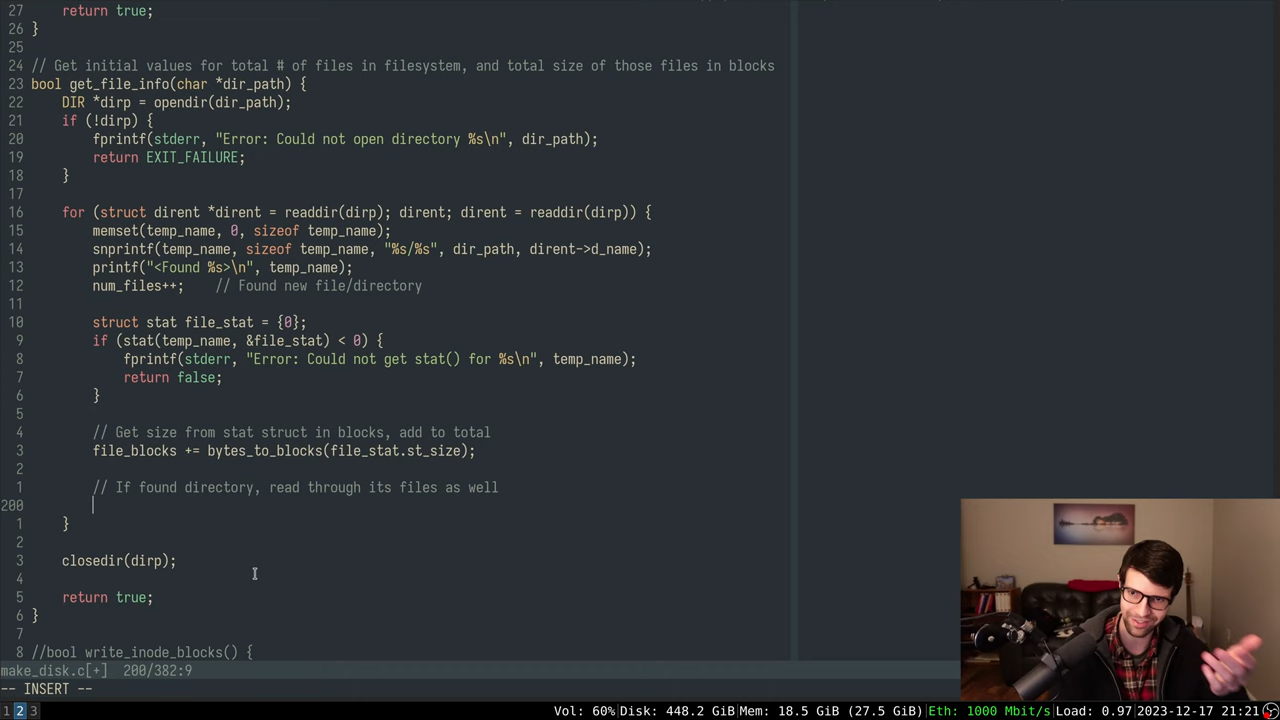 27 return true;
26 }
25
24 // Get initial values for total # of files in filesystem, and total size of those files in blocks
23 bool get_file_info(char *dir_path) {
22 DIR *dirp = opendir(dir_path);
21 if (!dirp) {
20 fprintf(stderr, "Error: Could not open directory %s\n", dir_path);
19 return EXIT_FAILURE;
18 }
17
16 for (struct dirent *dirent = readdir(dirp); dirent; dirent = readdir(dirp)) {
15 memset(temp_name, 0, sizeof temp_name);
14 snprintf(temp_name, sizeof temp_name, "%s/%s", dir_path, dirent->d_name);
13 printf("<Found %s>\n", temp_name);
12 num_files++; // Found new file/directory
11
10 struct stat file_stat = {0};
9 if (stat(temp_name, &file_stat) < 0) {
8 fprintf(stderr, "Error: Could not get stat() for %s\n", temp_name);
7 return false;
6 }
5
4 // Get size from stat struct in blocks, add to total
3 file_blocks += bytes_to_blocks(file_stat.st_size);
2
1 // If found directory, read through its files as well
200
1 }
2
3 closedir(dirp);
4
5 return true;
6 }
7
8 //bool write_inode_blocks() {
make_disk.c[+] 200/382:9
-- INSERT --
1 2 3 Vol: 60%|Disk: 448.2 GiB|Mem: 18.5 GiB (27.5 GiB)|Eth: 1000 Mbit/s|Load: 0.97|2023-12-17 21:21